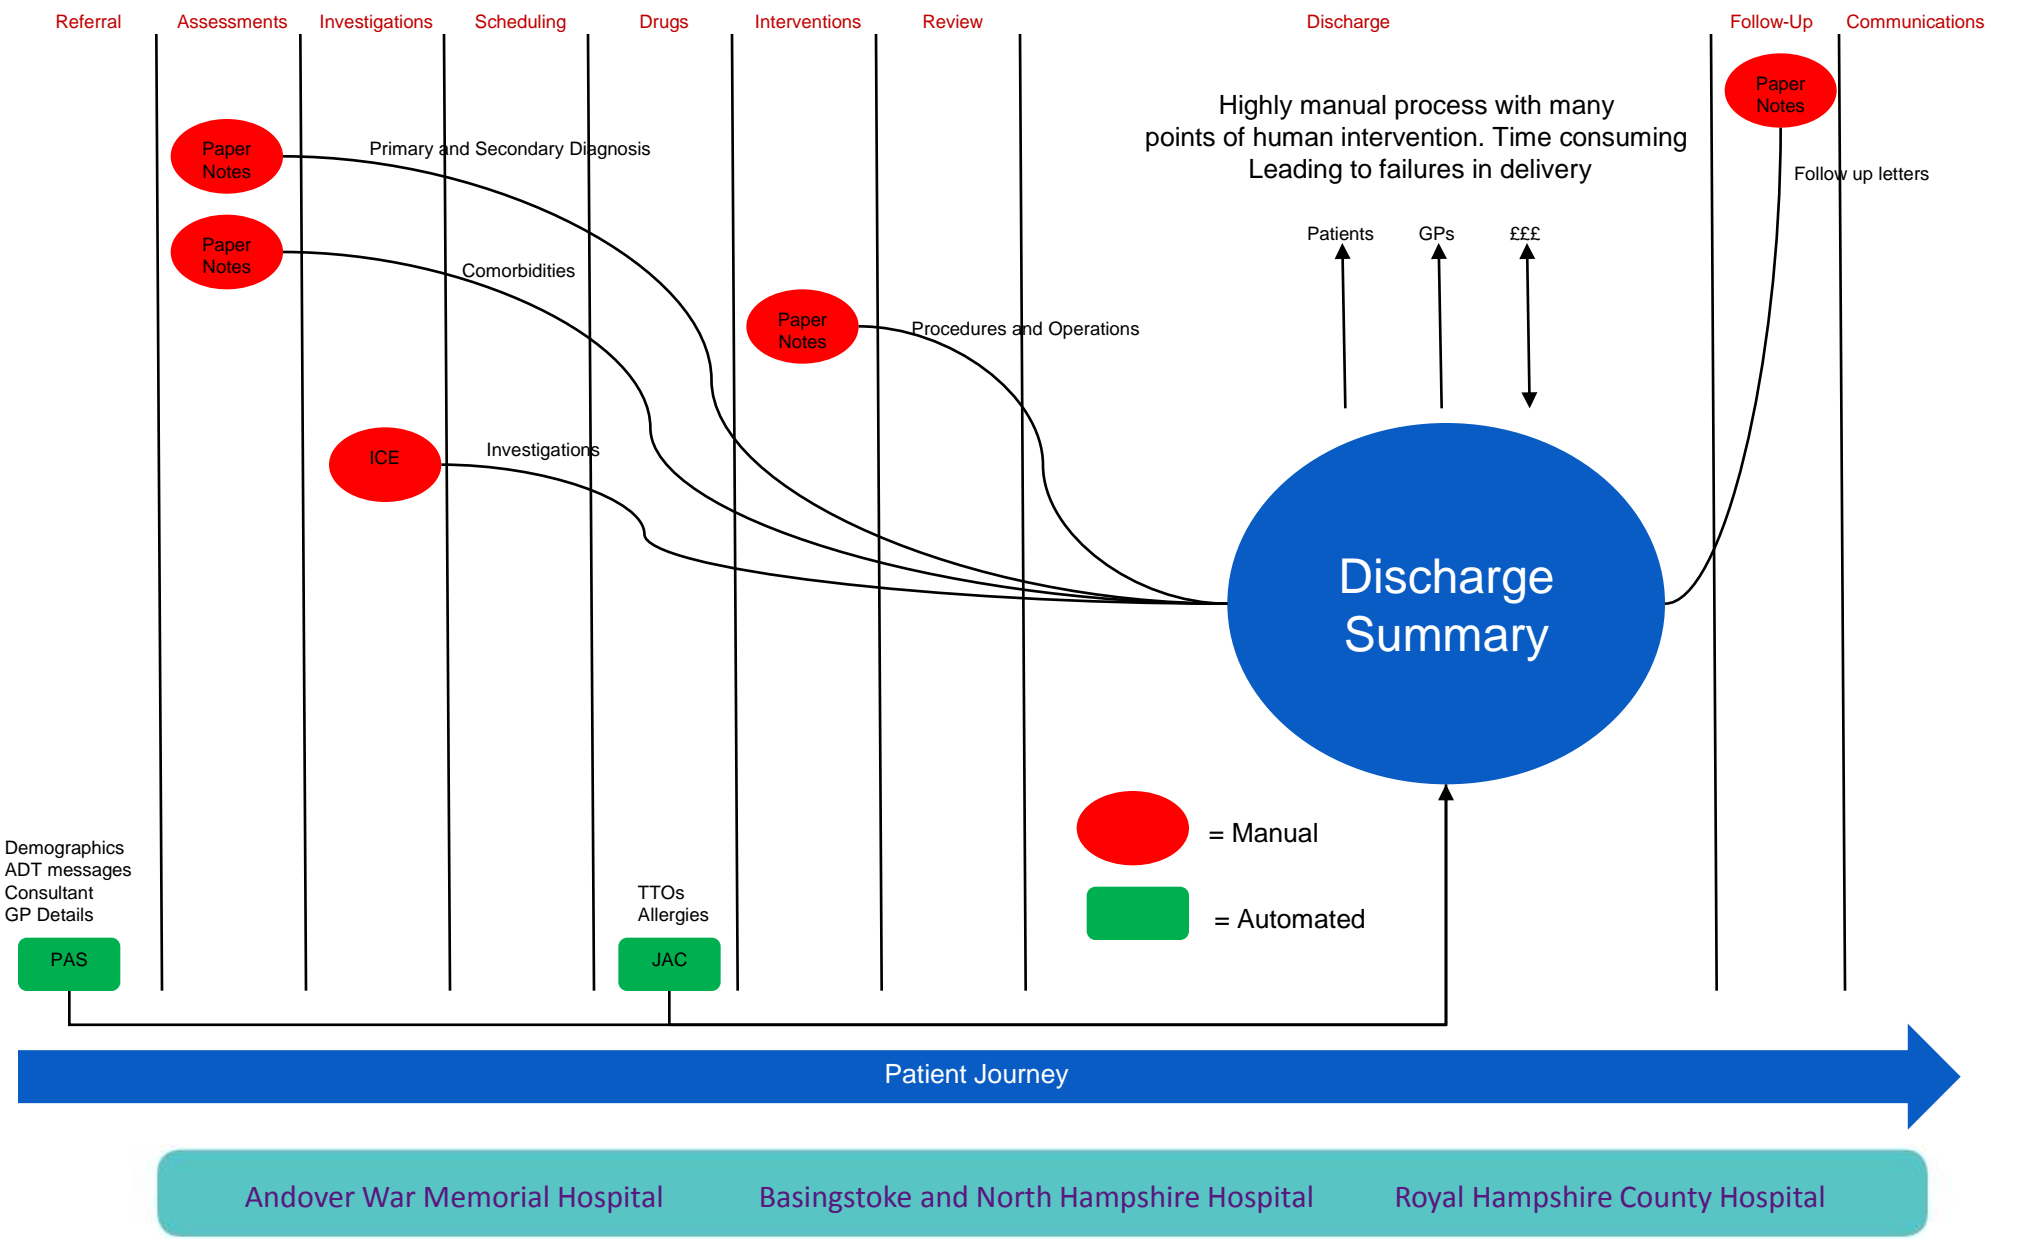 Referral
Assessments
Investigations
Scheduling
Drugs
Interventions
Review
Discharge
Follow-Up
Communications
Paper
Notes
Highly manual process with many
points of human intervention. Time consuming
Leading to failures in delivery
Paper
Notes
Primary and Secondary Diagnosis
Follow up letters
Paper
Notes
Comorbidities
Patients
GPs
£££
Paper
Notes
Procedures and Operations
ICE
Investigations
Discharge
Summary
= Manual
= Automated
Demographics
ADT messages
Consultant
GP Details
PAS
TTOs
Allergies
JAC
Patient Journey
Andover War Memorial Hospital
Basingstoke and North Hampshire Hospital
Royal Hampshire County Hospital